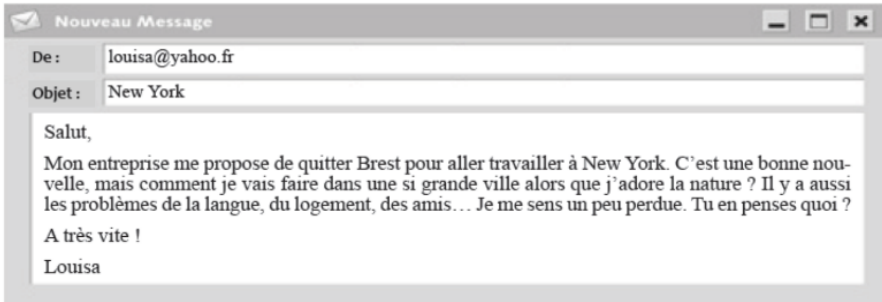 Nouveau Message
De : louisa@yahoo.fr
Objet : New York
Salut,
Mon entreprise me propose de quitter Brest pour aller travailler à New York. C’est une bonne nou-
velle, mais comment je vais faire dans une si grande ville alors que j’adore la nature ? Il y a aussi
les problèmes de la langue, du logement, des amis… Je me sens un peu perdue. Tu en penses quoi ?
A très vite !
Louisa